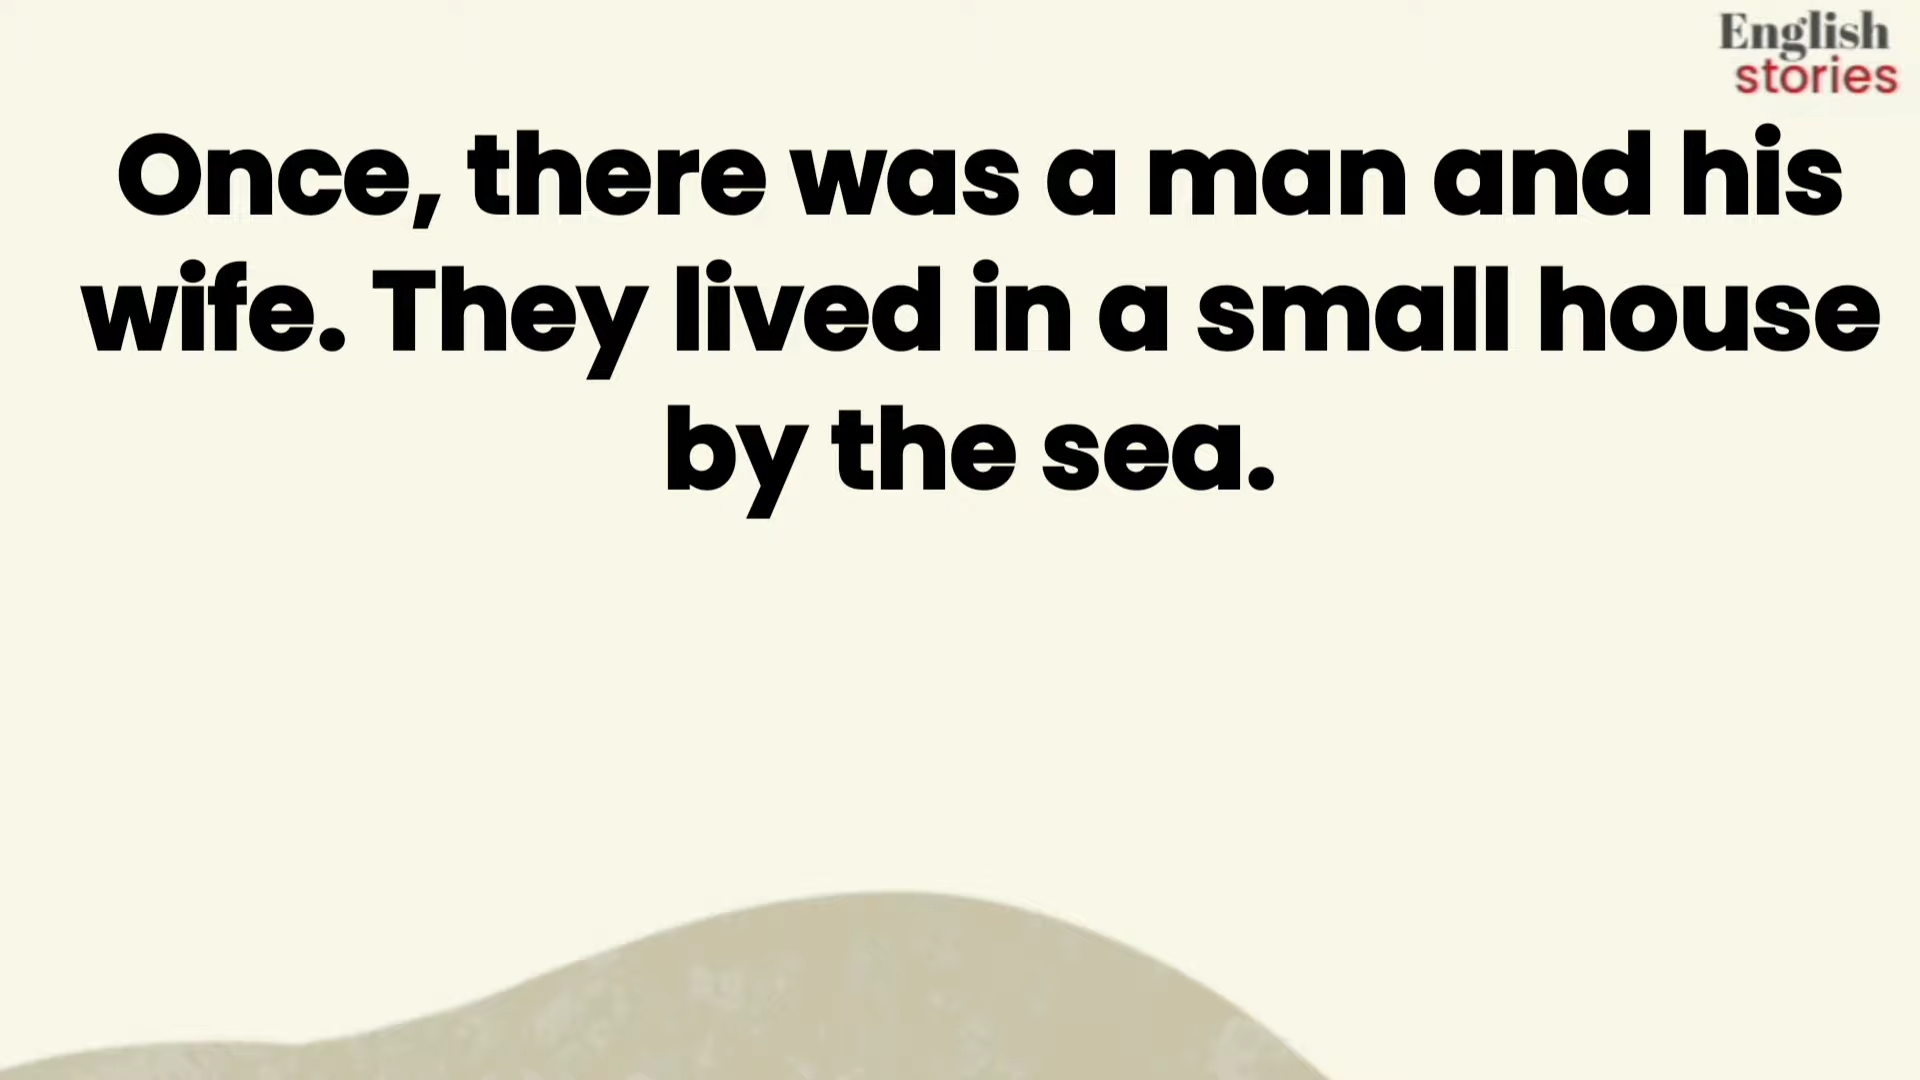 English
stories
Once, there was a man and his
wife. They lived in a small house
by the sea.